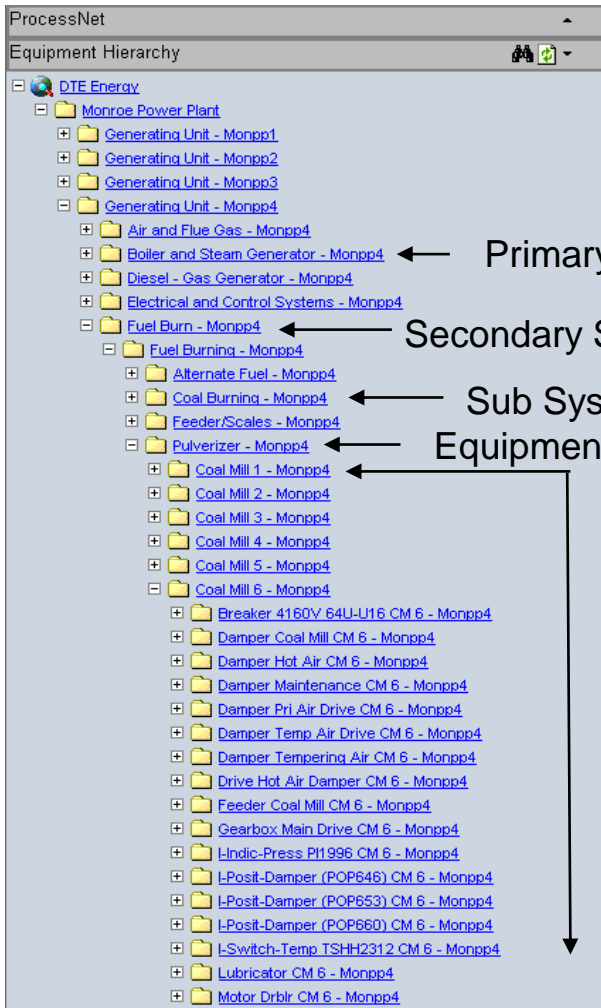 ProcessNet
Equipment Hierarchy
DTE Energy
Monroe Power Plant
Generating Unit - Monpp1
Generating Unit - Monpp2
Generating Unit - Monpp3
Generating Unit - Monpp4
Air and Flue Gas - Monpp4
Boiler and Steam Generator - Monpp4 Primary
Diesel - Gas Generator - Monpp4
Electrical and Control Systems - Monpp4
Fuel Burn - Monpp4 Secondary S
Fuel Burning - Monpp4
Alternate Fuel - Monpp4
Coal Burning - Monpp4 Sub Sys
Feeder/Scales - Monpp4
Pulverizer - Monpp4 Equipmen
Coal Mill 1 - Monpp4
Coal Mill 2 - Monpp4
Coal Mill 3 - Monpp4
Coal Mill 4 - Monpp4
Coal Mill 5 - Monpp4
Coal Mill 6 - Monpp4
Breaker 4160V 64U-U16 CM 6 - Monpp4
Damper Coal Mill CM 6 - Monpp4
Damper Hot Air CM 6 - Monpp4
Damper Maintenance CM 6 - Monpp4
Damper Pri Air Drive CM 6 - Monpp4
Damper Temp Air Drive CM 6 - Monpp4
Damper Tempering Air CM 6 - Monpp4
Drive Hot Air Damper CM 6 - Monpp4
Feeder Coal Mill CM 6 - Monpp4
Gearbox Main Drive CM 6 - Monpp4
I-Indic-Press PI1996 CM 6 - Monpp4
I-Posit-Damper (POP646) CM 6 - Monpp4
I-Posit-Damper (POP653) CM 6 - Monpp4
I-Posit-Damper (POP660) CM 6 - Monpp4
I-Switch-Temp TSHH2312 CM 6 - Monpp4
Lubricator CM 6 - Monpp4
Motor Drblr CM 6 - Monpp4